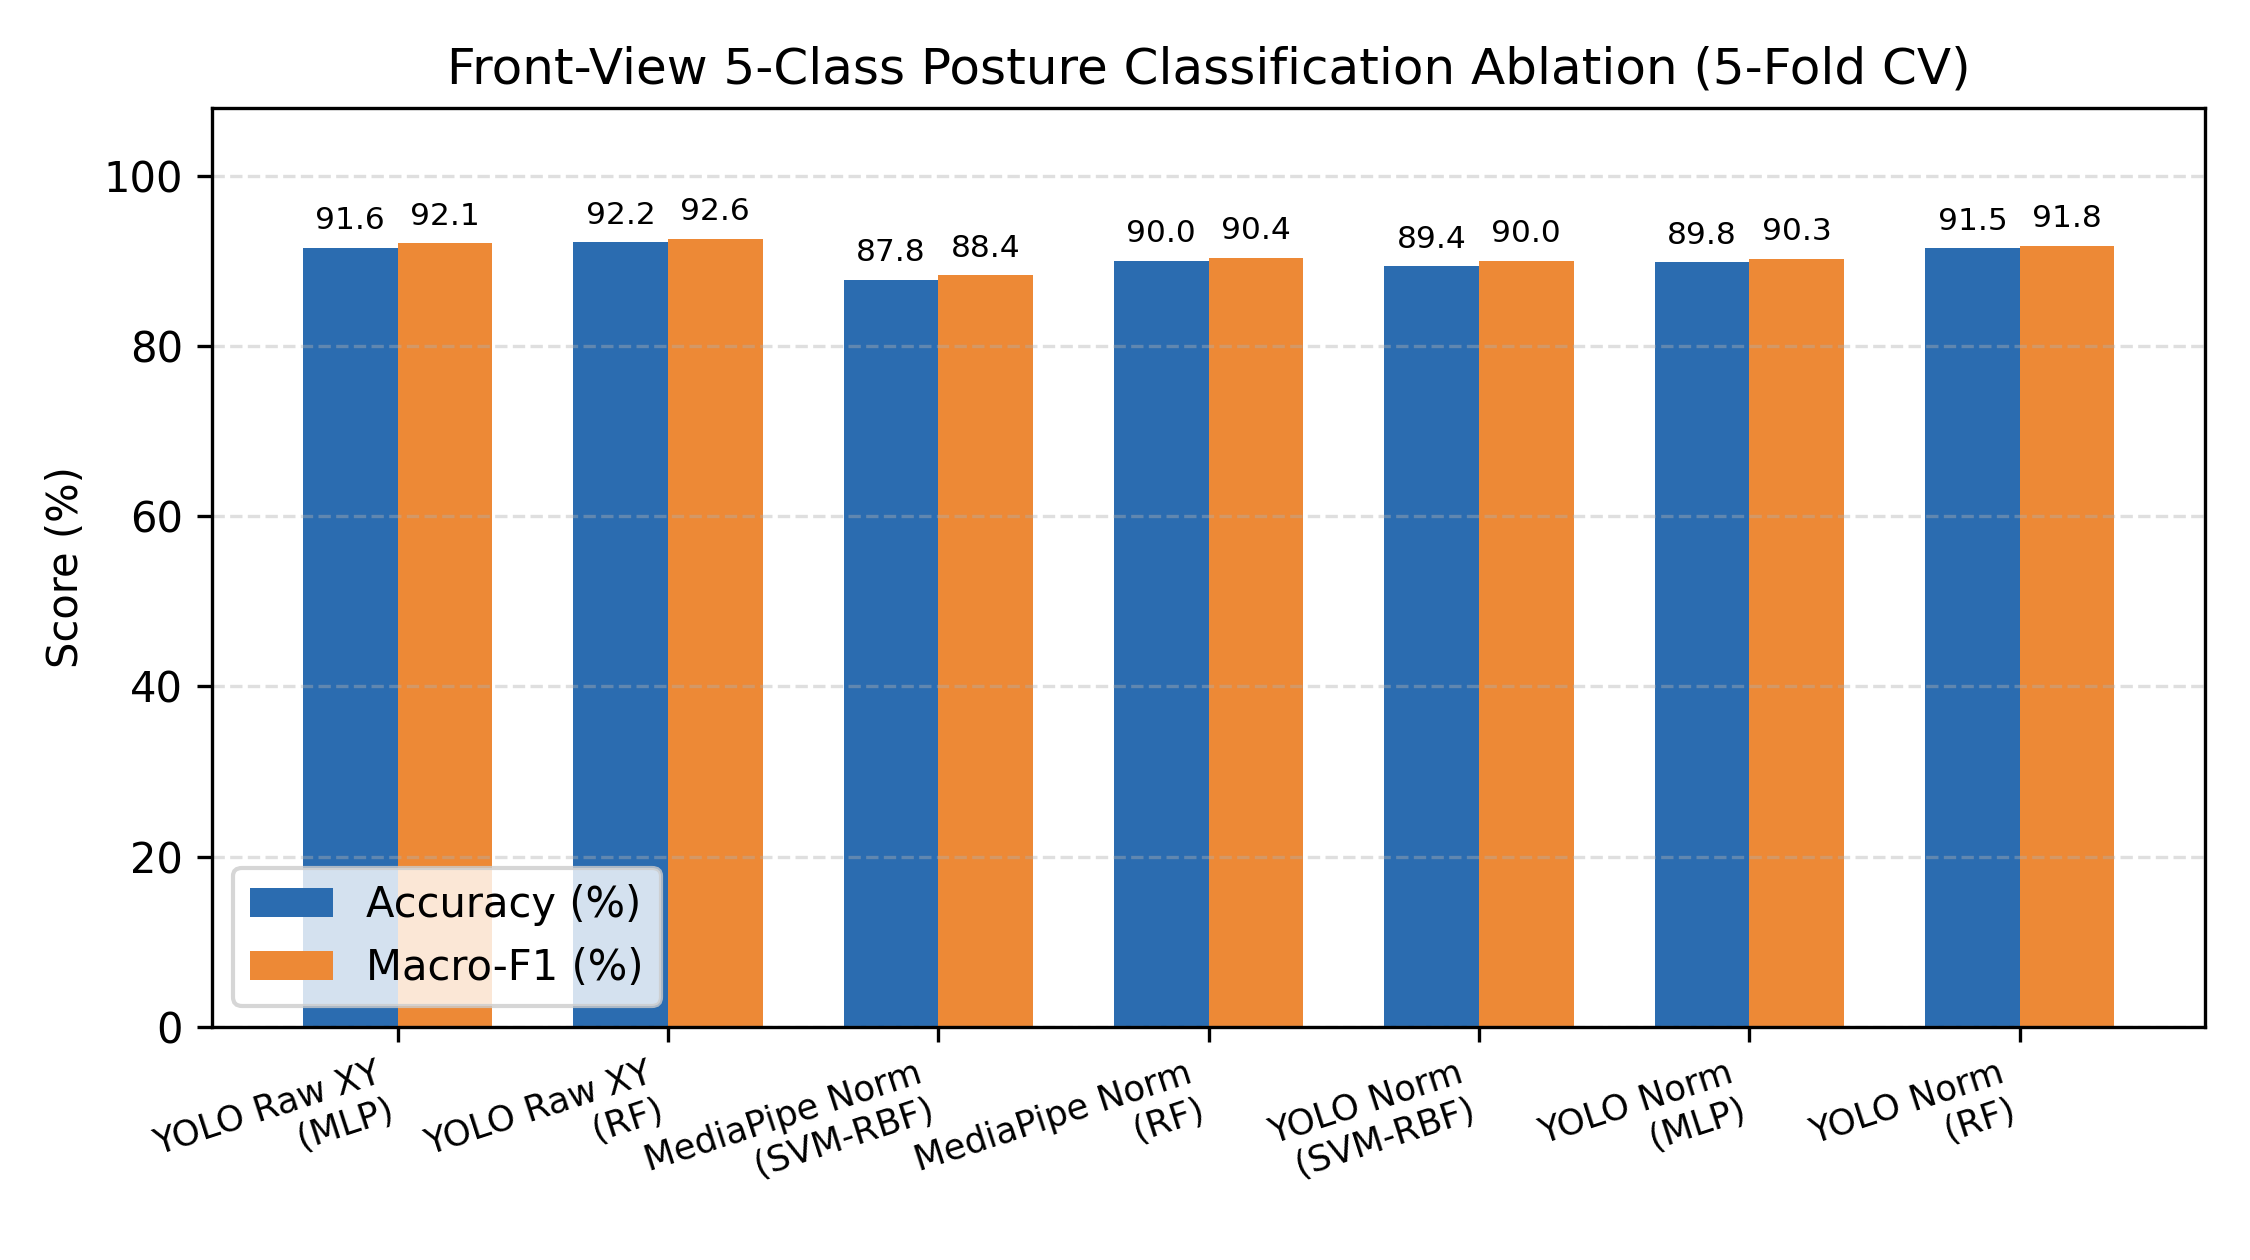 Front-View 5-Class Posture Classification Ablation (5-Fold CV)
Score (%)
100
80
60
40
20
0
91.6 92.1 92.2 92.6 87.8 88.4 90.0 90.4 89.4 90.0 89.8 90.3 91.5 91.8
Accuracy (%)
Macro-F1 (%)
YOLO Raw XY
(MLP)
YOLO Raw XY
(RF)
MediaPipe Norm
(SVM-RBF)
MediaPipe Norm
(RF)
YOLO Norm
(SVM-RBF)
YOLO Norm
(MLP)
YOLO Norm
(RF)